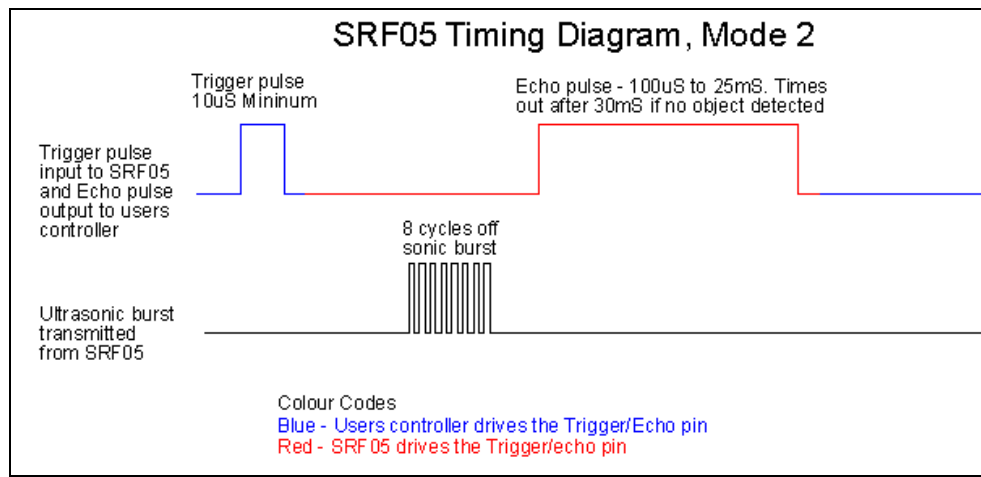 SRF05 Timing Diagram, Mode 2
Trigger pulse
10uS Mininum
Echo pulse - 100uS to 25mS. Times
out after 30mS if no object detected
Trigger pulse
input to SRF05
and Echo pulse
output to users
controller
8 cycles off
sonic burst
Ultrasonic burst
transmitted
from SRF05
Colour Codes
Blue - Users controller drives the Trigger/Echo pin
Red - SRF05 drives the Trigger/echo pin